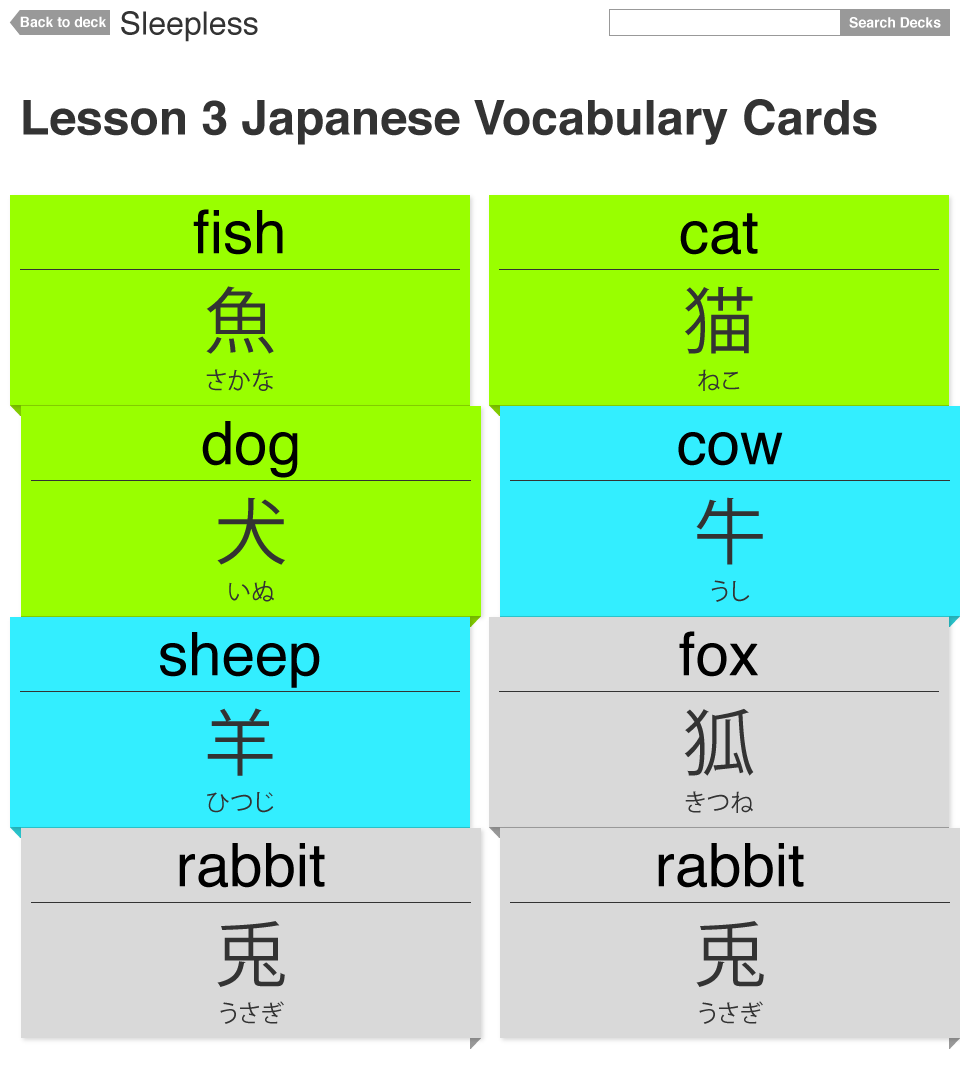 Back to deck
Sleepless
Search Decks
Lesson 3 Japanese Vocabulary Cards
fish
魚
さかな
cat
猫
ねこ
dog
犬
いぬ
cow
牛
うし
sheep
羊
ひつじ
fox
狐
きつね
rabbit
兎
うさぎ
rabbit
兎
うさぎ